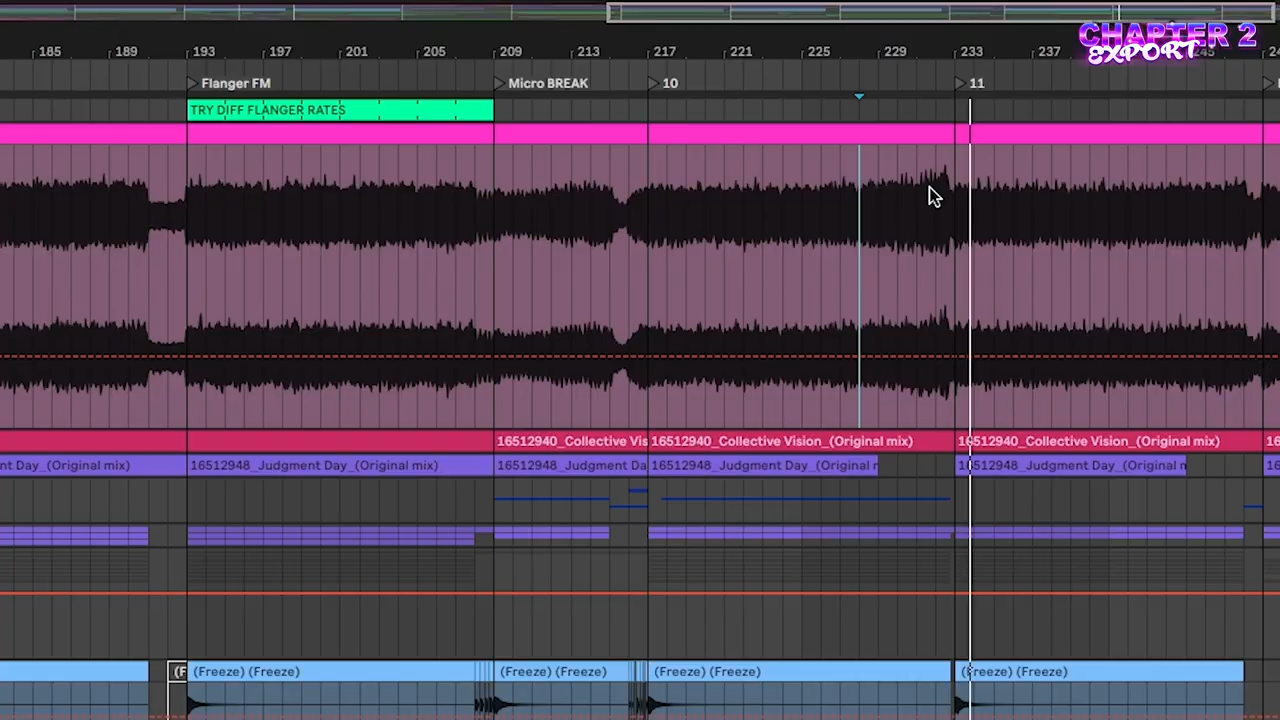 CHAPTER 2
EXPORT
185 189 193 197 201 205 209 213 217 221 225 229 233 237 245
Flanger FM Micro BREAK 10 11
TRY DIFF FLANGER RATES
16512940_Collective Vis 16512940_Collective Vision_(Original mix) 16512940_Collective Vision_(Original mix) 16
nt Day_(Original mix) 16512948_Judgment Day_(Original mix) 16512948_Judgment Da 16512948_Judgment Day_(Original m 16512948_Judgment Day_(Original m 16
(F (Freeze) (Freeze) (Freeze) (Freeze) (Freeze) (Freeze) (Freeze) (Freeze)